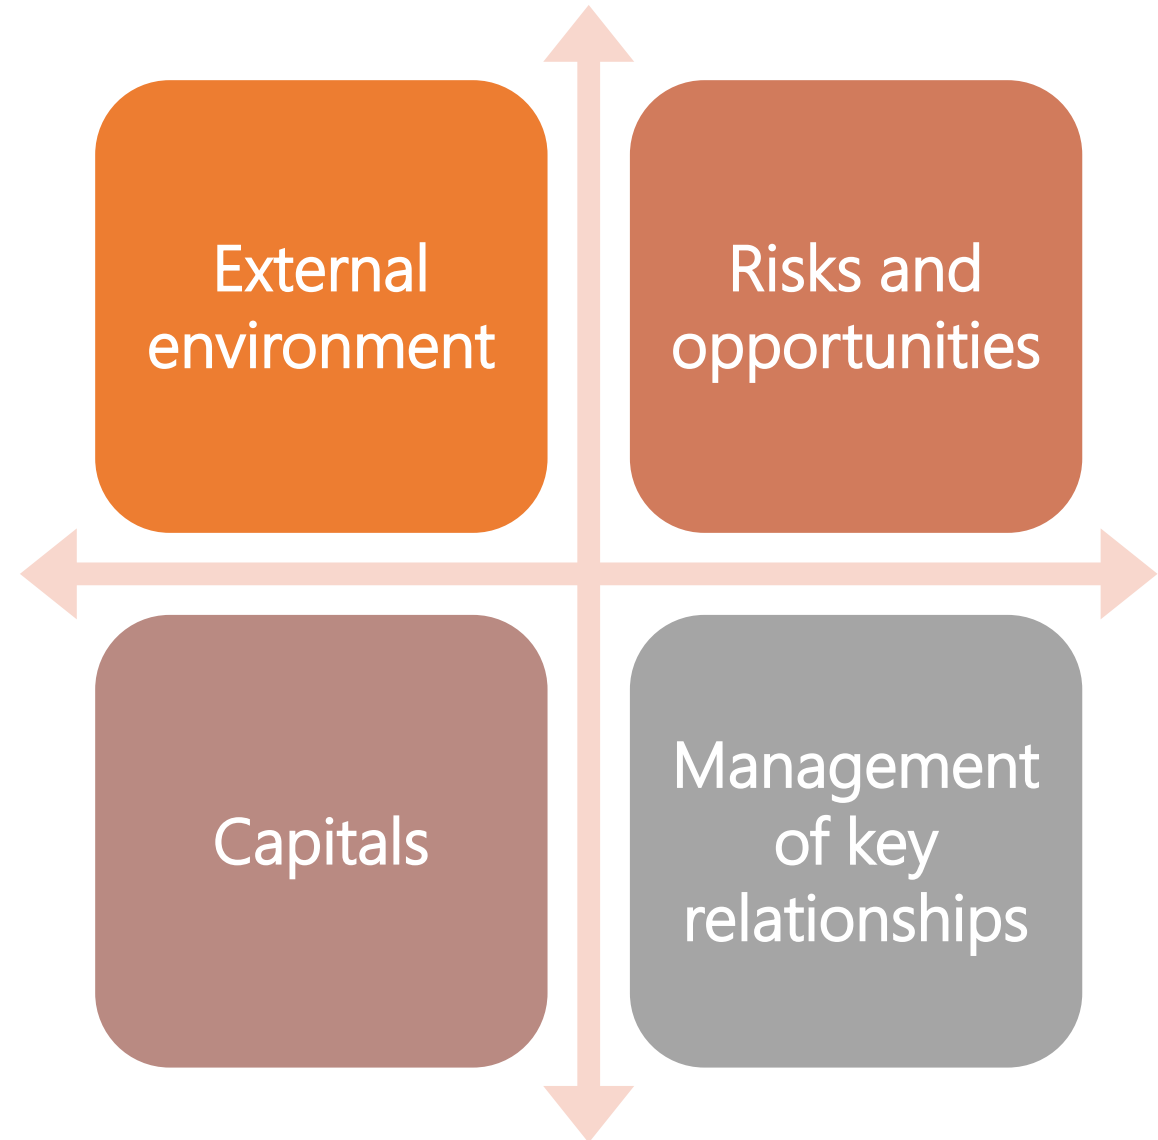 External
environment
Risks and
opportunities
Capitals
Management
of key
relationships